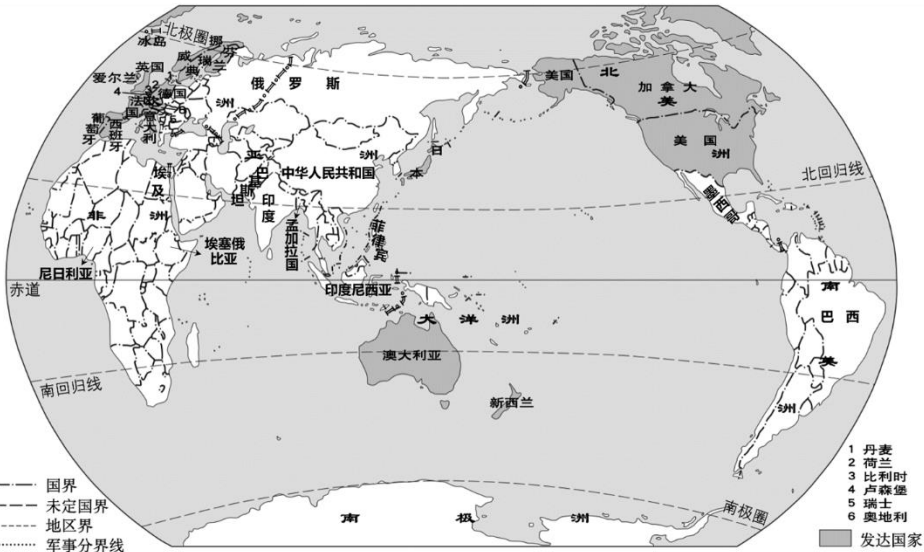 北极圈
冰岛
挪
威
瑞
典
芬
兰
英国
爱尔兰
德国
法
国
意
大
利
葡
萄
牙
西
班
牙
1
2
3
4
5
6
俄 罗 斯
欧
洲
亚
洲
中华人民共和国
日
本
巴
基
斯
坦
印
度
孟
加
拉
国
菲
律
宾
印度尼西亚
埃
及
非 洲
埃塞俄
比亚
尼日利亚
赤道
大 洋 洲
澳大利亚
新西兰
美国
北
加 拿 大
美
美 国
洲
墨
西
哥
北回归线
南
巴 西
美
洲
南回归线
南极圈
南 极 洲
国界
未定国界
地区界
军事分界线
1 丹麦
2 荷兰
3 比利时
4 卢森堡
5 瑞士
6 奥地利
发达国家